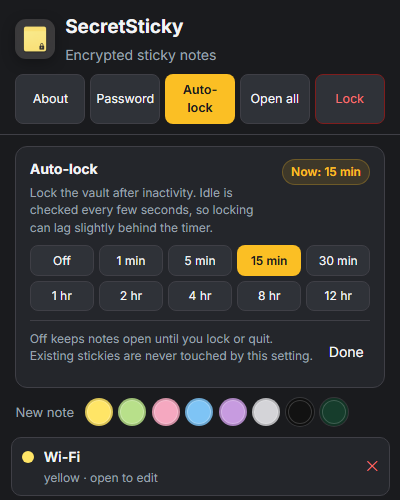 SecretSticky
Encrypted sticky notes
About
Password
Auto-
lock
Open all
Lock
Auto-lock
Now: 15 min
Lock the vault after inactivity. Idle is
checked every few seconds, so locking
can lag slightly behind the timer.
Off
1 min
5 min
15 min
30 min
1 hr
2 hr
4 hr
8 hr
12 hr
Off keeps notes open until you lock or quit.
Existing stickies are never touched by this setting.
Done
New note
Wi-Fi
yellow · open to edit